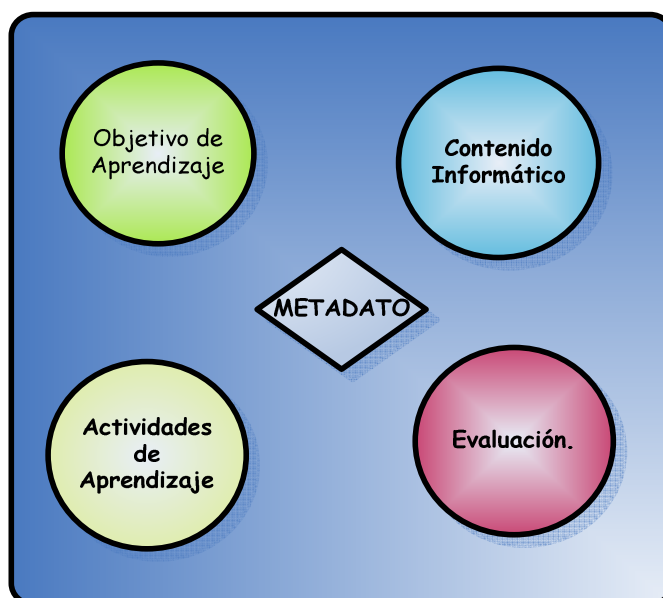 Objetivo de
Aprendizaje
Contenido
Informático
METADATO
Actividades
de
Aprendizaje
Evaluación.